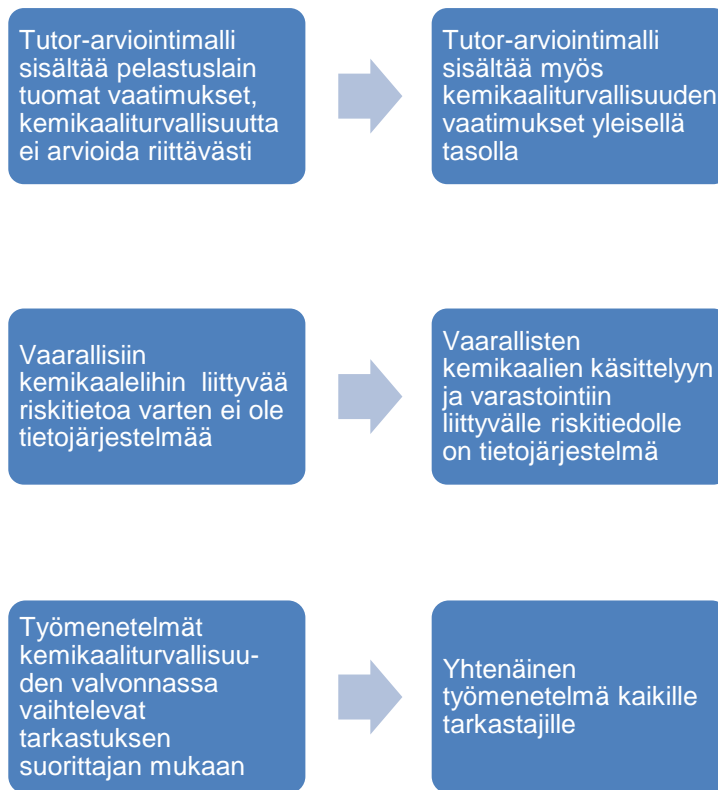 Tutor-arviointimalli
sisältää pelastuslain
tuomat vaatimukset,
kemikaaliturvallisuutta
ei arvioida riittävästi
Tutor-arviointimalli
sisältää myös
kemikaaliturvallisuuden
vaatimukset yleisellä
tasolla
Vaarallisiin
kemikaalelihin liittyvää
riskitietoa varten ei ole
tietojärjestelmää
Vaarallisten
kemikaalien käsittelyyn
ja varastointiin
liittyvälle riskitiedolle
on tietojärjestelmä
Työmenetelmät
kemikaaliturvallisuu-
den valvonnassa
vaihtelevat
tarkastuksen
suorittajan mukaan
Yhtenäinen
työmenetelmä kaikille
tarkastajille